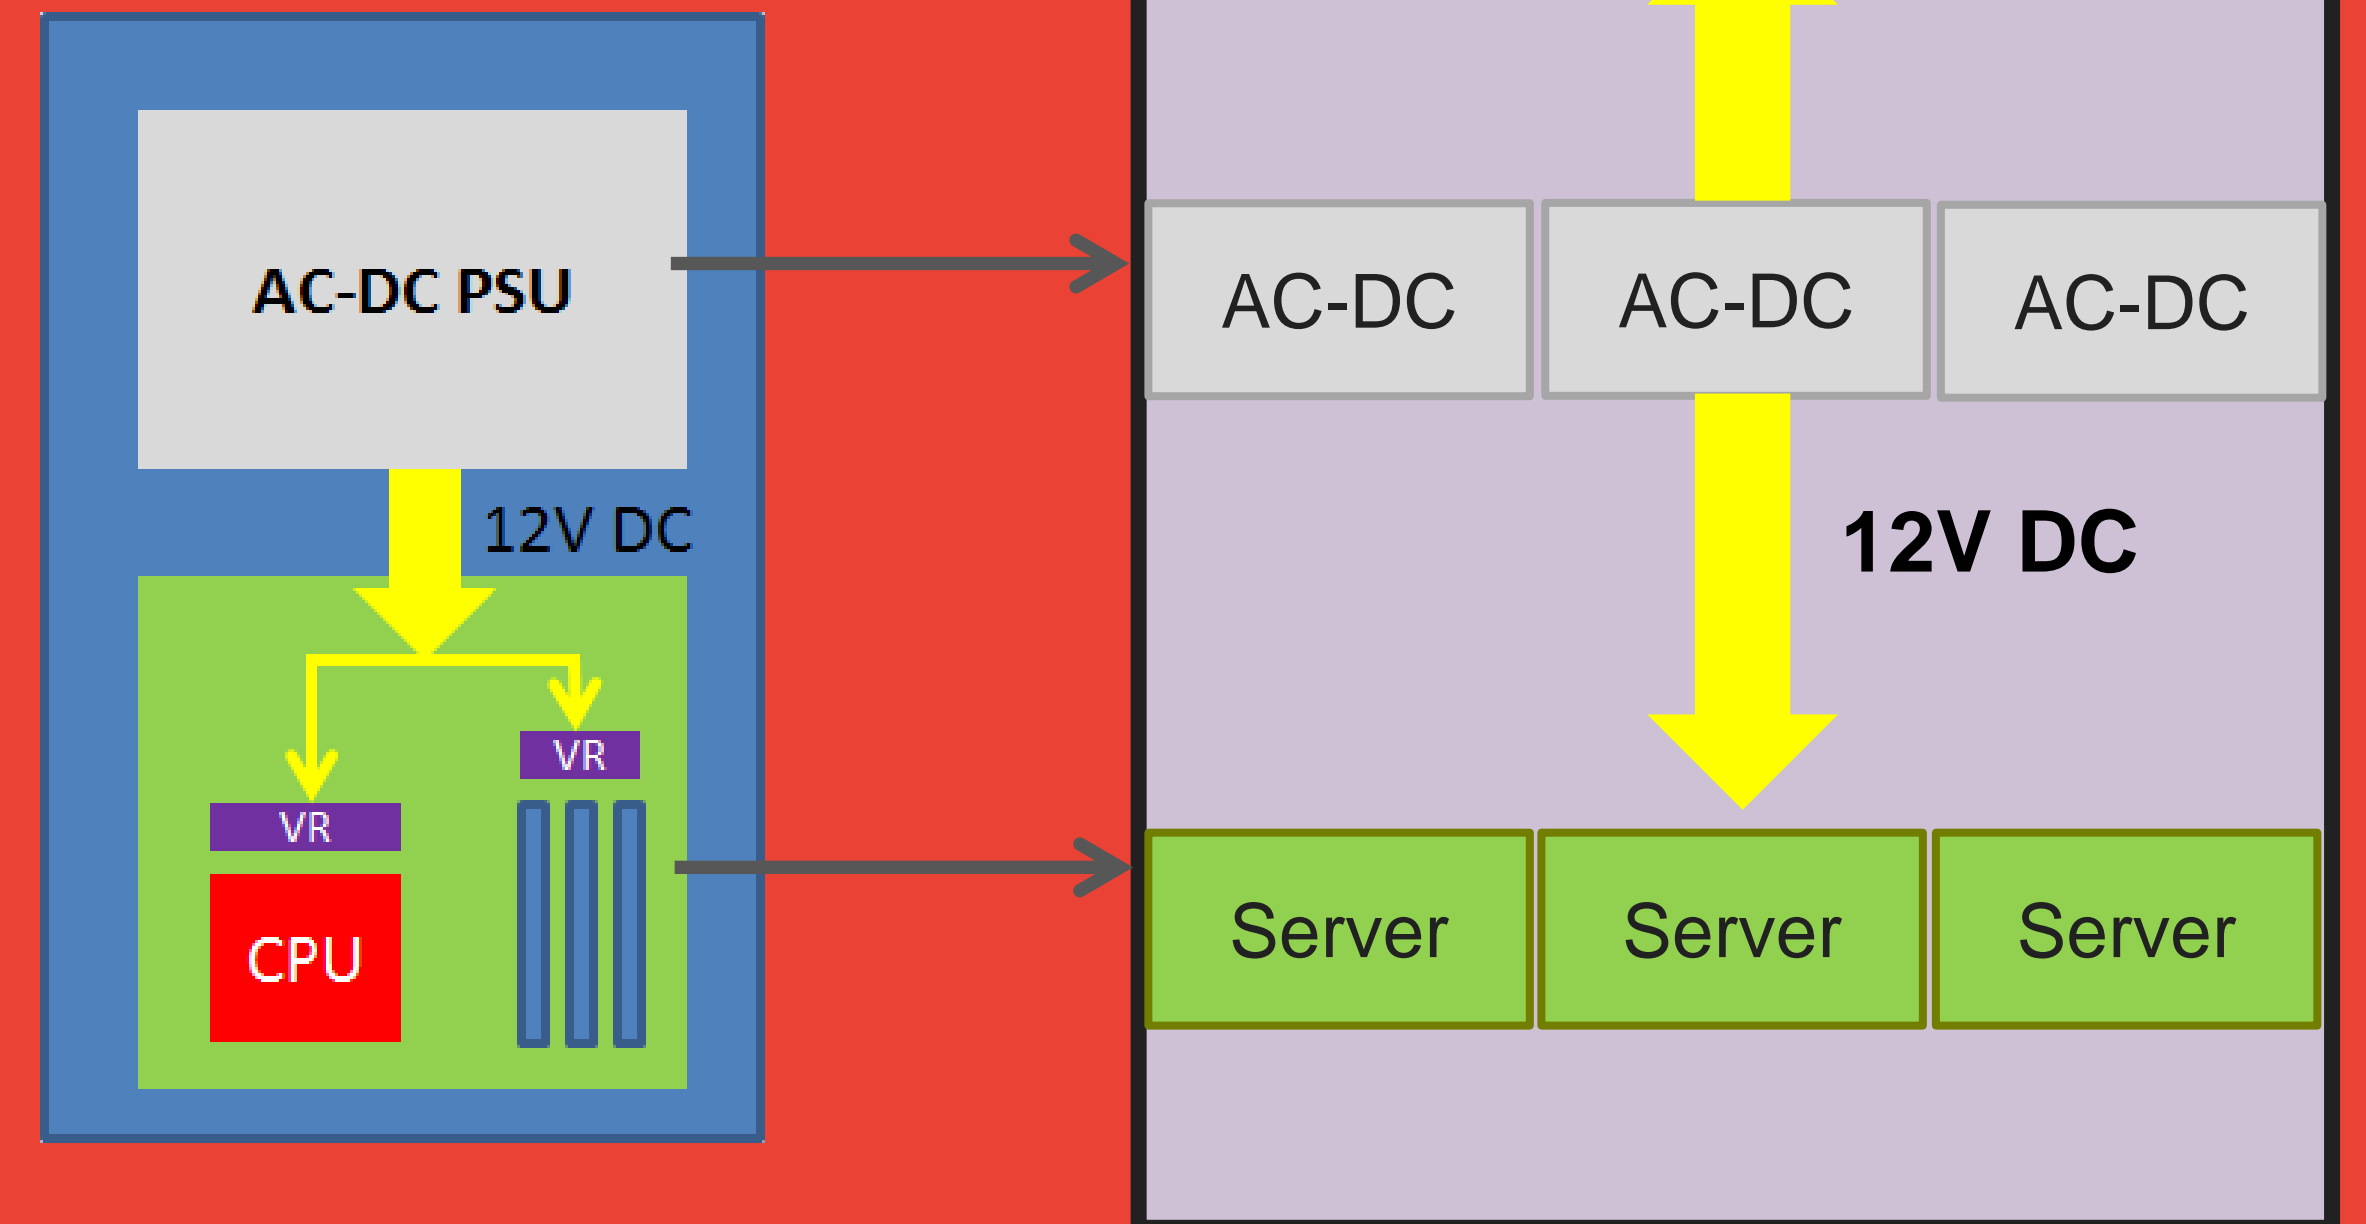 AC-DC PSU
12V DC
VR
VR
CPU
AC-DC
AC-DC
AC-DC
12V DC
Server
Server
Server